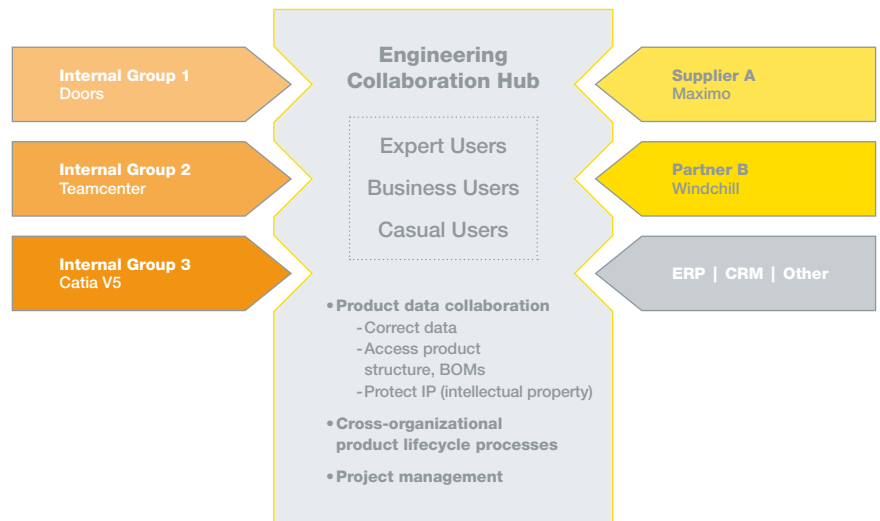 Internal Group 1
Doors
Internal Group 2
Teamcenter
Internal Group 3
Catia V5
Engineering
Collaboration Hub
Expert Users
Business Users
Casual Users
• Product data collaboration
- Correct data
- Access product
structure, BOMs
- Protect IP (intellectual property)
• Cross-organizational
product lifecycle processes
• Project management
Supplier A
Maximo
Partner B
Windchill
ERP | CRM | Other